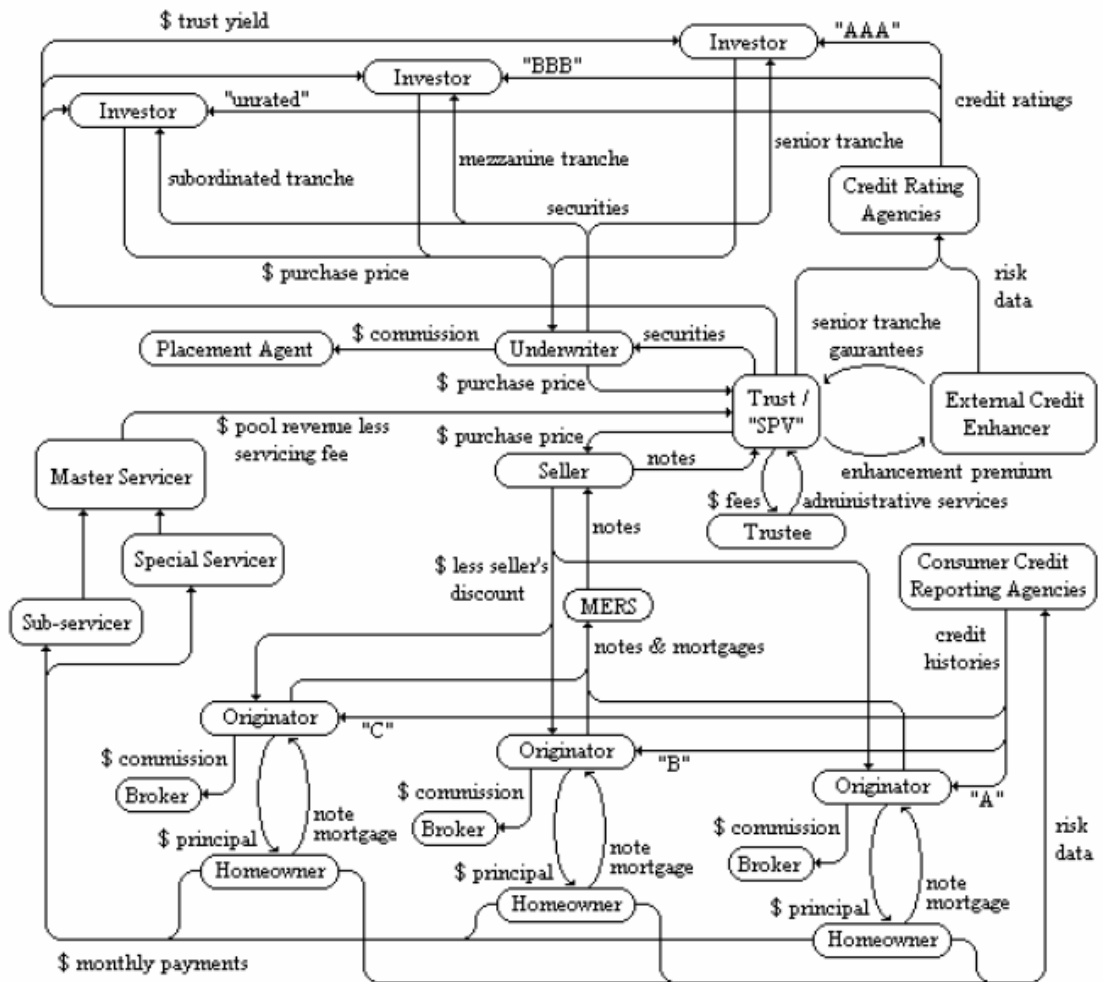 $ trust yield
Investor
"AAA"
Investor
"BBB"
Investor
"unrated"
credit ratings
senior tranche
mezzanine tranche
subordinated tranche
Credit Rating
Agencies
securities
$ purchase price
risk
data
$ commission
securities
senior tranche
gaurantees
Placement Agent
Underwriter
$ purchase price
Trust /
"SPV"
External Credit
Enhancer
$ pool revenue less
servicing fee
$ purchase price
Seller
notes
enhancement premium
Master Servicer
$ fees
administrative services
Trustee
notes
Special Servicer
$ less seller's
discount
Consumer Credit
Reporting Agencies
MERS
Sub-servicer
notes & mortgages
credit
histories
Originator
"C"
Originator
"B"
$ commission
Originator
"A"
Broker
$ commission
note
mortgage
Broker
$ commission
risk
data
$ principal
note
mortgage
Broker
Homeowner
$ principal
note
mortgage
Homeowner
$ principal
Homeowner
$ monthly payments